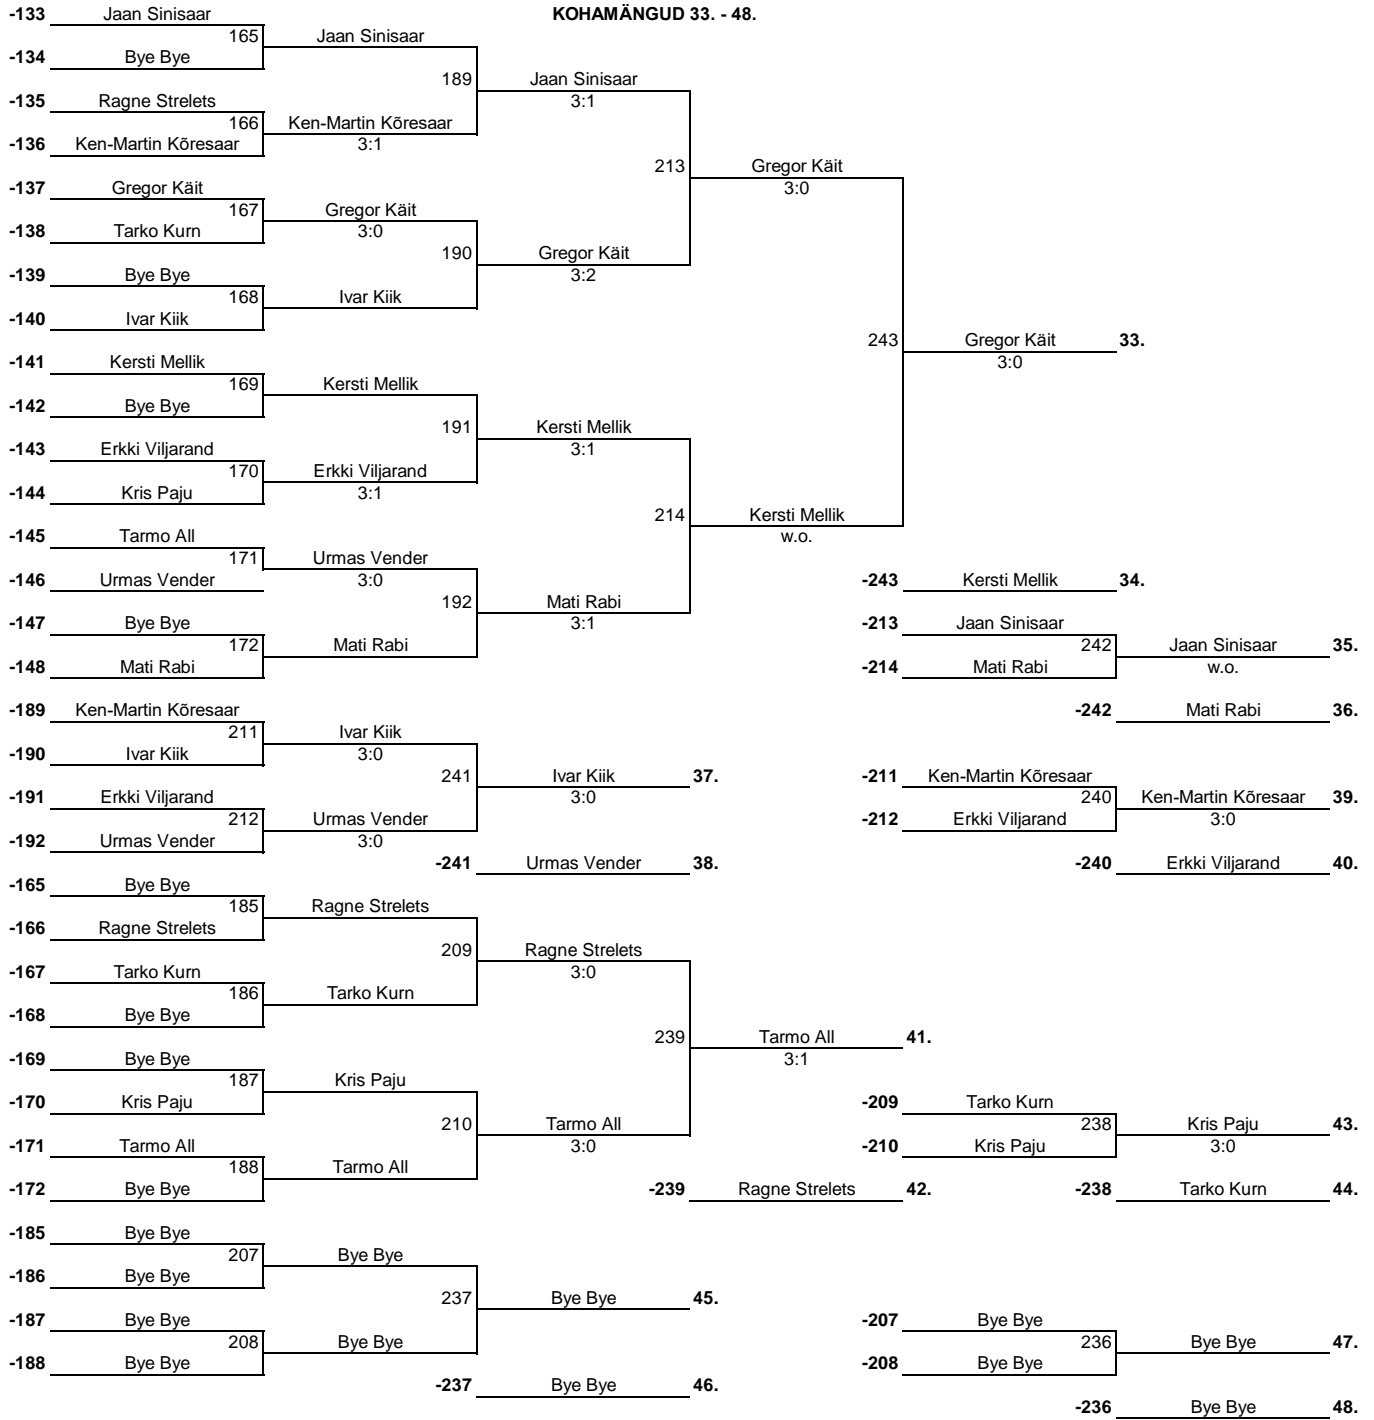 -133 Jaan Sinisaar KOHAMÄNGUD 33. - 48.
165 Jaan Sinisaar
-134 Bye Bye
189 Jaan Sinisaar
3:1
-135 Ragne Strelets
166 Ken-Martin Kõresaar
-136 Ken-Martin Kõresaar 3:1
213 Gregor Käit
3:0
-137 Gregor Käit
167 Gregor Käit
-138 Tarko Kurn 3:0
190 Gregor Käit
-139 Bye Bye 3:2
168 Ivar Kiik
-140 Ivar Kiik
243 Gregor Käit 33.
-141 Kersti Mellik 3:0
169 Kersti Mellik
-142 Bye Bye
191 Kersti Mellik
-143 Erkki Viljarand 3:1
170 Erkki Viljarand
-144 Kris Paju 3:1
214 Kersti Mellik
-145 Tarmo All w.o.
171 Urmas Vender
-146 Urmas Vender 3:0 -243 Kersti Mellik 34.
192 Mati Rabi
-147 Bye Bye 3:1 -213 Jaan Sinisaar
172 Mati Rabi 242 Jaan Sinisaar 35.
-148 Mati Rabi -214 Mati Rabi w.o.
-189 Ken-Martin Kõresaar -242 Mati Rabi 36.
211 Ivar Kiik
-190 Ivar Kiik 3:0
241 Ivar Kiik 37. -211 Ken-Martin Kõresaar
-191 Erkki Viljarand 3:0 240 Ken-Martin Kõresaar 39.
212 Urmas Vender -212 Erkki Viljarand 3:0
-192 Urmas Vender 3:0
-241 Urmas Vender 38. -240 Erkki Viljarand 40.
-165 Bye Bye
185 Ragne Strelets
-166 Ragne Strelets
209 Ragne Strelets
-167 Tarko Kurn 3:0
186 Tarko Kurn
-168 Bye Bye
239 Tarmo All 41.
-169 Bye Bye 3:1
187 Kris Paju
-170 Kris Paju -209 Tarko Kurn
210 Tarmo All 238 Kris Paju 43.
-171 Tarmo All 3:0 -210 Kris Paju 3:0
188 Tarmo All
-172 Bye Bye -239 Ragne Strelets 42. -238 Tarko Kurn 44.
-185 Bye Bye
207 Bye Bye
-186 Bye Bye
237 Bye Bye 45.
-187 Bye Bye -207 Bye Bye
208 Bye Bye 236 Bye Bye 47.
-188 Bye Bye -208 Bye Bye
-237 Bye Bye 46.
-236 Bye Bye 48.